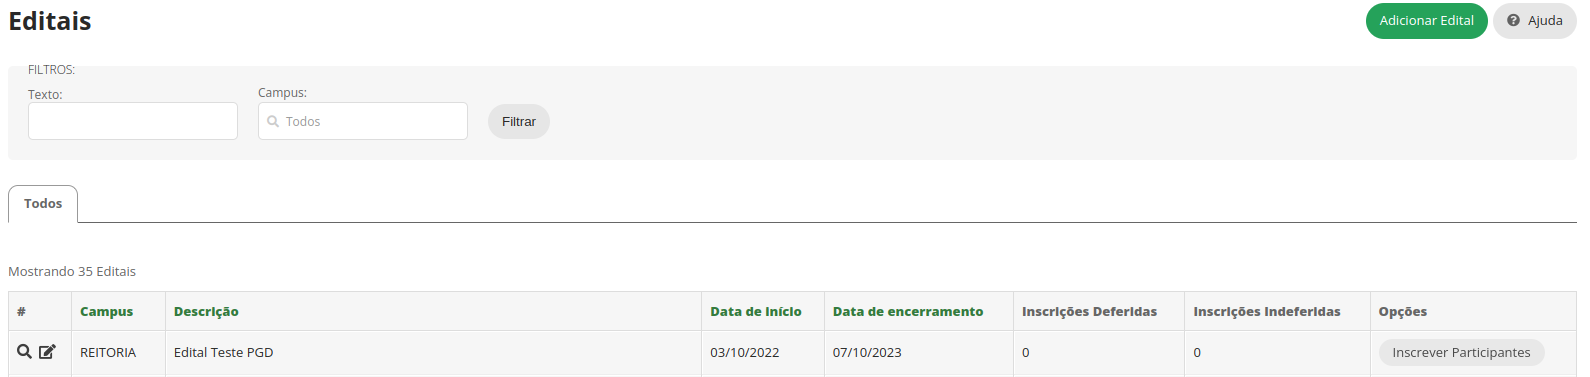 Editais
Adicionar Edital
Ajuda
FILTROS:
Texto:
Campus:
Todos
Filtrar
Todos
Mostrando 35 Editais
# Campus Descrição Data de início Data de encerramento Inscrições Deferidas Inscrições Indeferidas Opções
REITORIA Edital Teste PGD 03/10/2022 07/10/2023 0 0 Inscrever Participantes